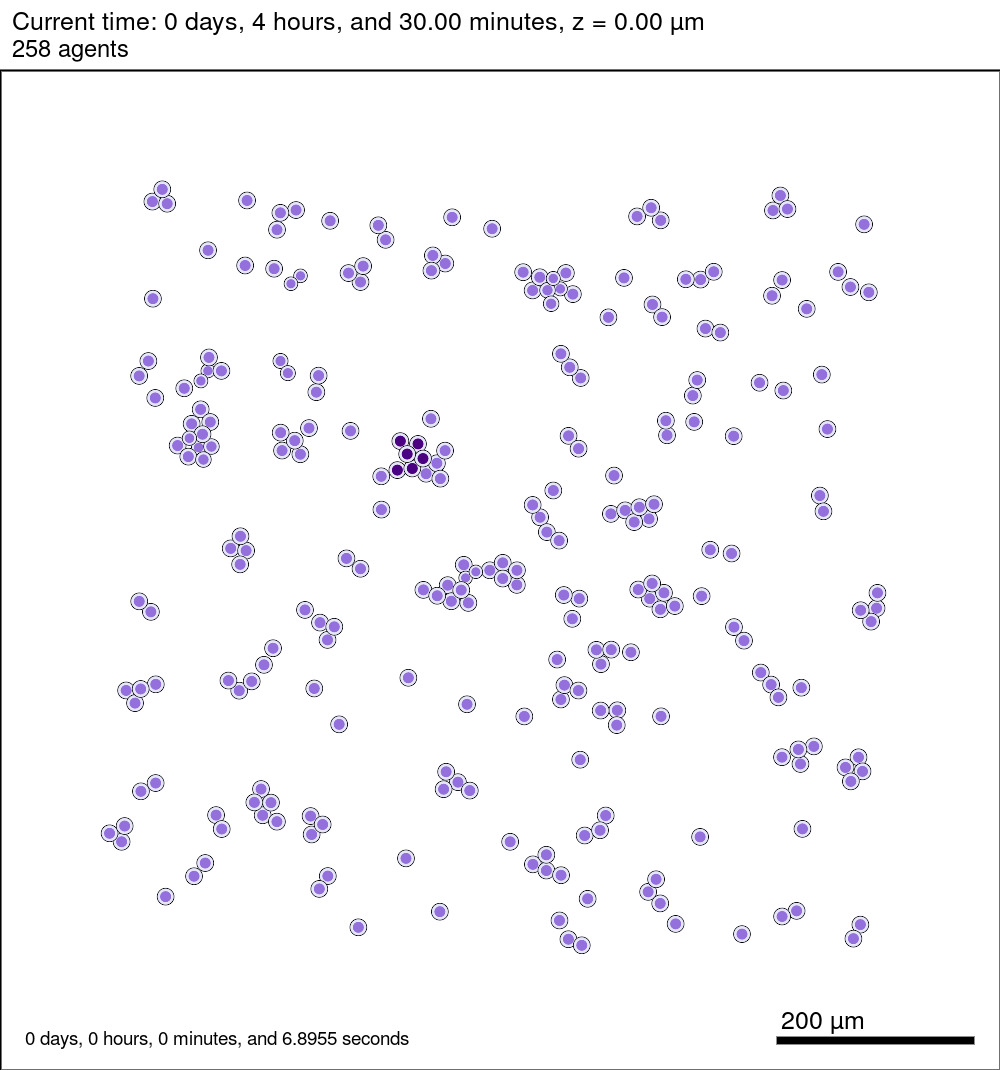 Current time: 0 days, 4 hours, and 30.00 minutes, z = 0.00 μm
258 agents
200 μm
0 days, 0 hours, 0 minutes, and 6.8955 seconds